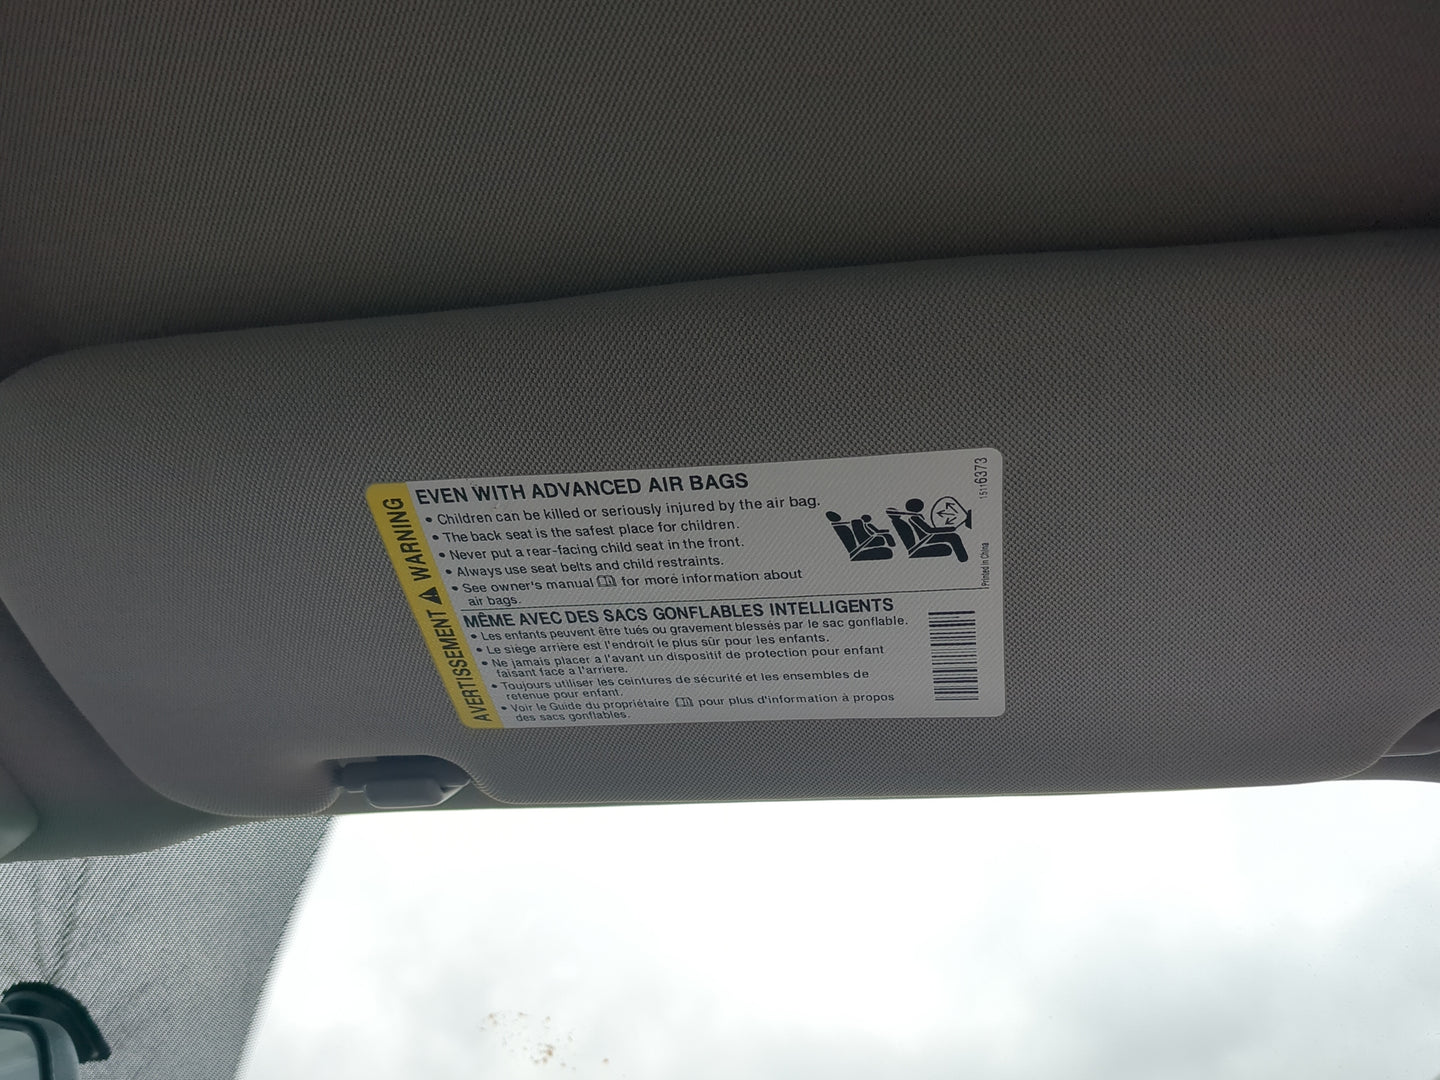 AVERTISSEMENT ⚠ WARNING
EVEN WITH ADVANCED AIR BAGS
• Children can be killed or seriously injured by the air bag.
• The back seat is the safest place for children.
• Never put a rear-facing child seat in the front.
• Always use seat belts and child restraints.
• See owner's manual for more information about
air bags.
MÊME AVEC DES SACS GONFLABLES INTELLIGENTS
• Les enfants peuvent être tués ou gravement blessés par le sac gonflable.
• Le siège arrière est l'endroit le plus sûr pour les enfants.
• Ne jamais placer a l'avant un dispositif de protection pour enfant
faisant face a l'arriere.
• Toujours utiliser les ceintures de sécurité et les ensembles de
retenue pour enfant.
• Voir le Guide du propriétaire pour plus d'information à propos
des sacs gonflables.
15116373
Printed in China